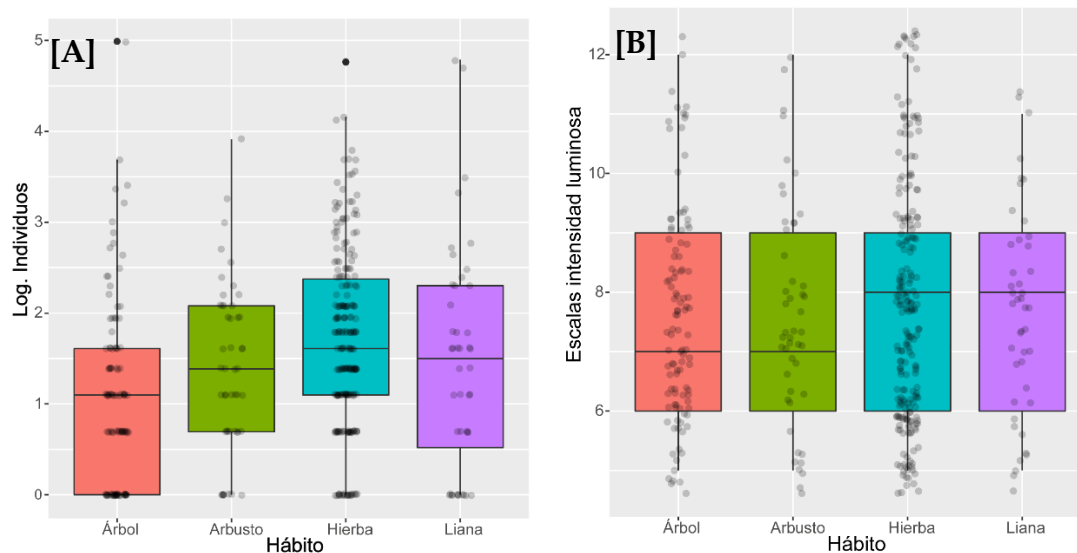 [A]
Log. Individuos
5
4
3
2
1
0
Árbol Arbusto Hierba Liana
Hábito
[B]
Escalas intensidad luminosa
12
10
8
6
Árbol Arbusto Hierba Liana
Hábito